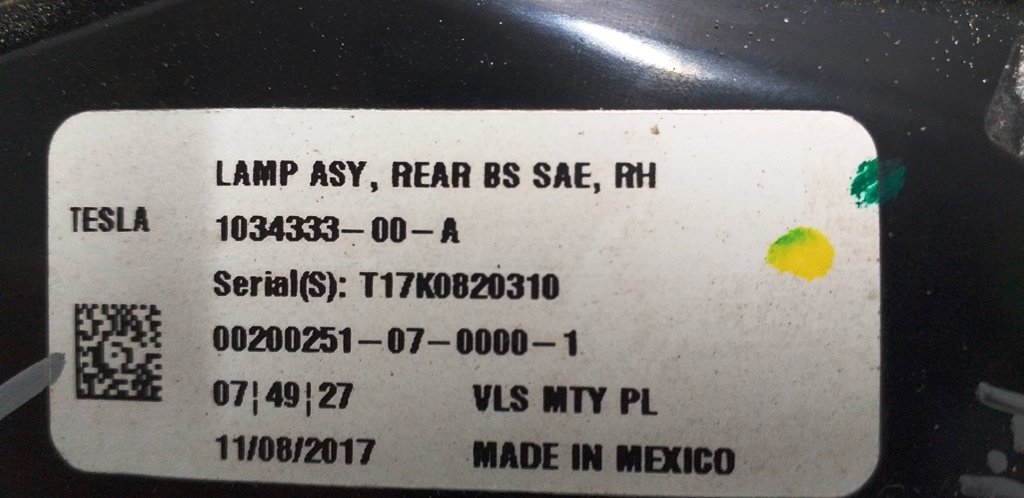 LAMP ASY, REAR BS SAE, RH
TESLA
1034333-00-A
Serial(S): T17K0820310
00200251-07-0000-1
07¦49¦27 VLS MTY PL
11/08/2017 MADE IN MEXICO